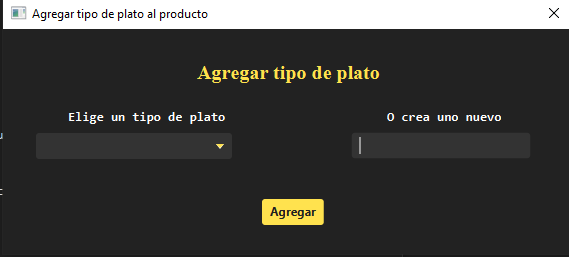 Agregar tipo de plato al producto
Agregar tipo de plato
Elige un tipo de plato
O crea uno nuevo
Agregar